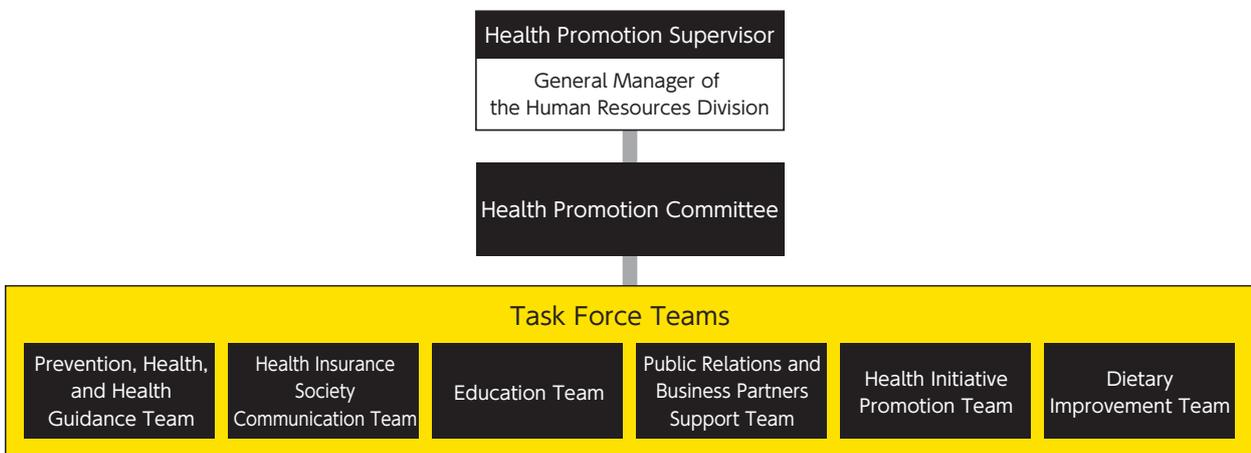 Health Promotion Supervisor
General Manager of
the Human Resources Division
Health Promotion Committee
Task Force Teams
Prevention, Health,
and Health
Guidance Team
Health Insurance
Society
Communication Team
Education Team
Public Relations and
Business Partners
Support Team
Health Initiative
Promotion Team
Dietary
Improvement Team